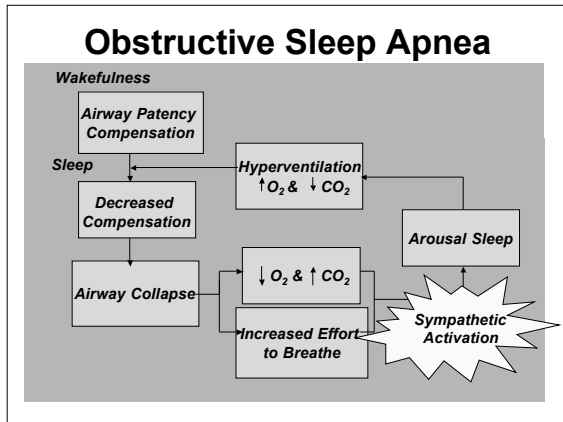 Obstructive Sleep Apnea
Wakefulness
Airway Patency
Compensation
Sleep
Hyperventilation
↑O₂ & ↓ CO₂
Decreased
Compensation
Arousal Sleep
Airway Collapse
↓ O₂ & ↑ CO₂
Increased Effort
to Breathe
Sympathetic
Activation